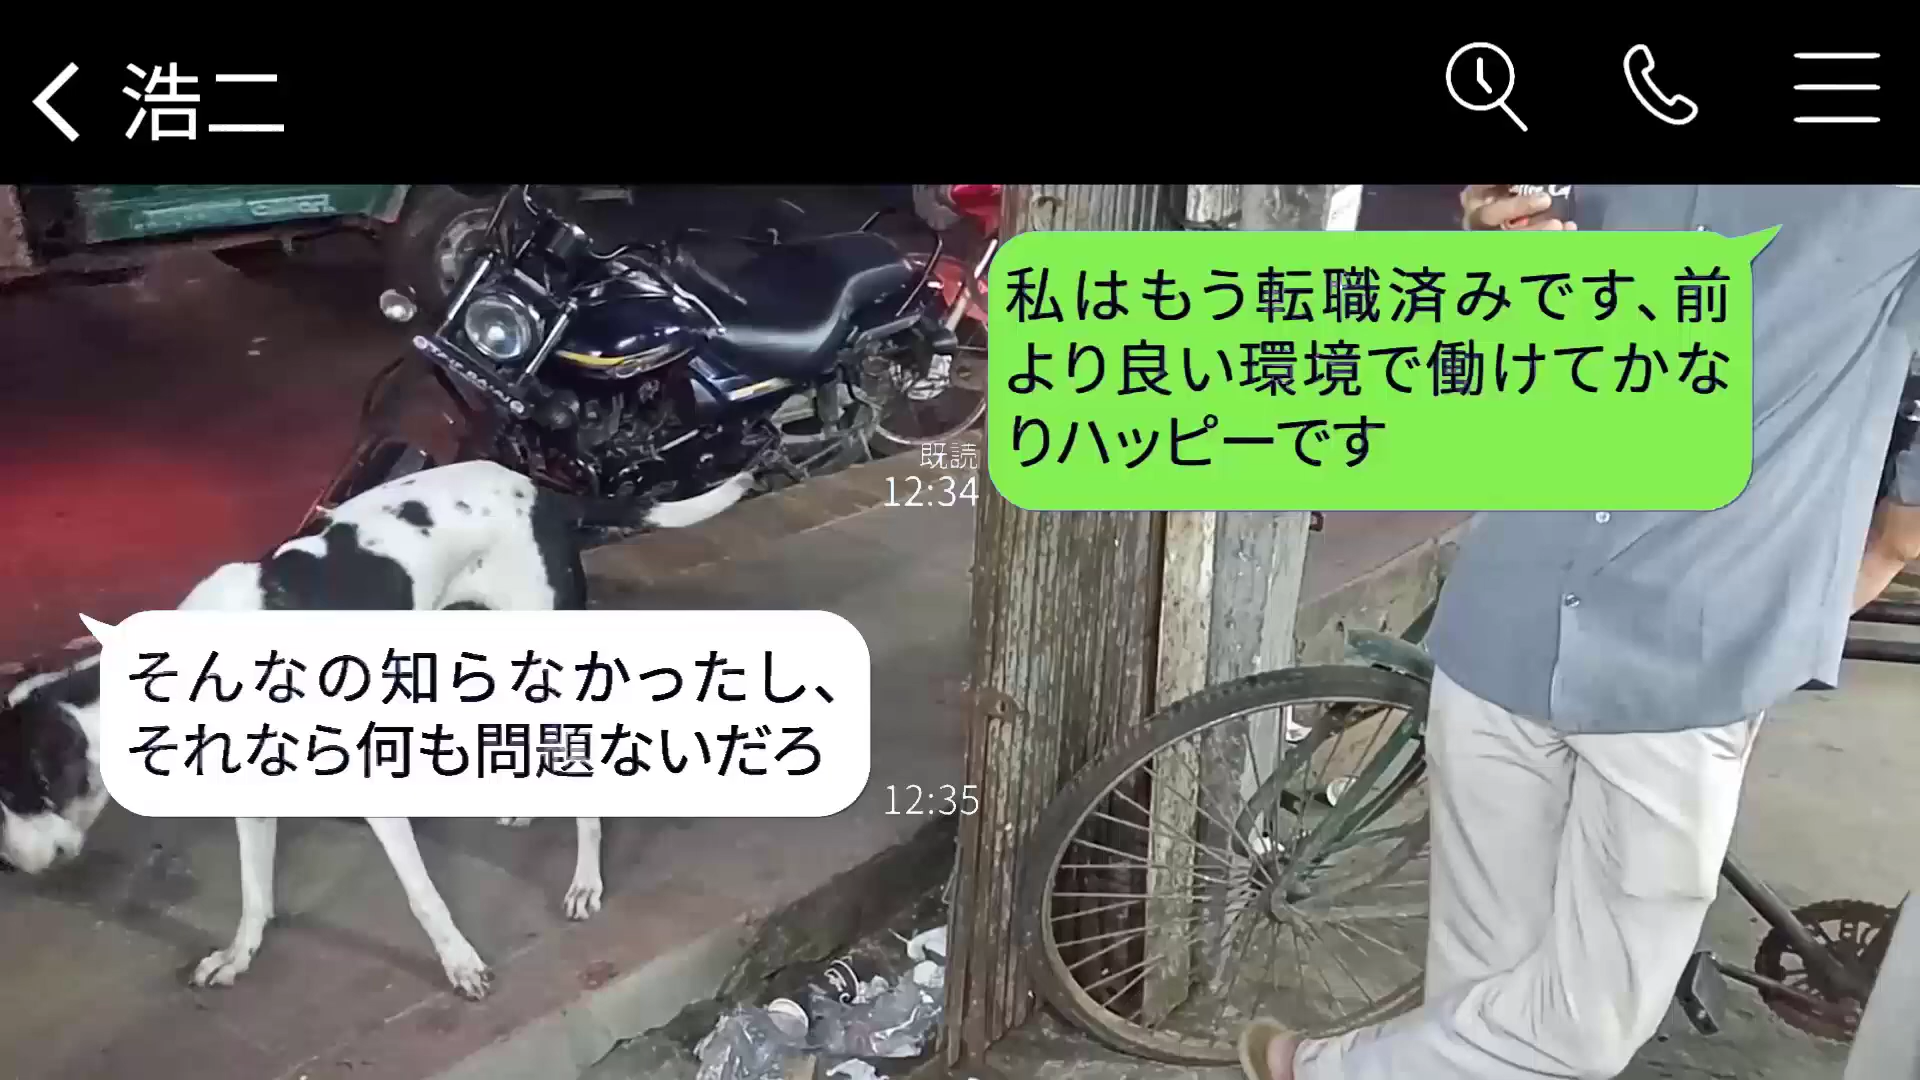 浩二
私はもう転職済みです、前
より良い環境で働けてかな
りハッピーです
既読
12:34
そんなの知らなかったし、
それなら何も問題ないだろ
12:35